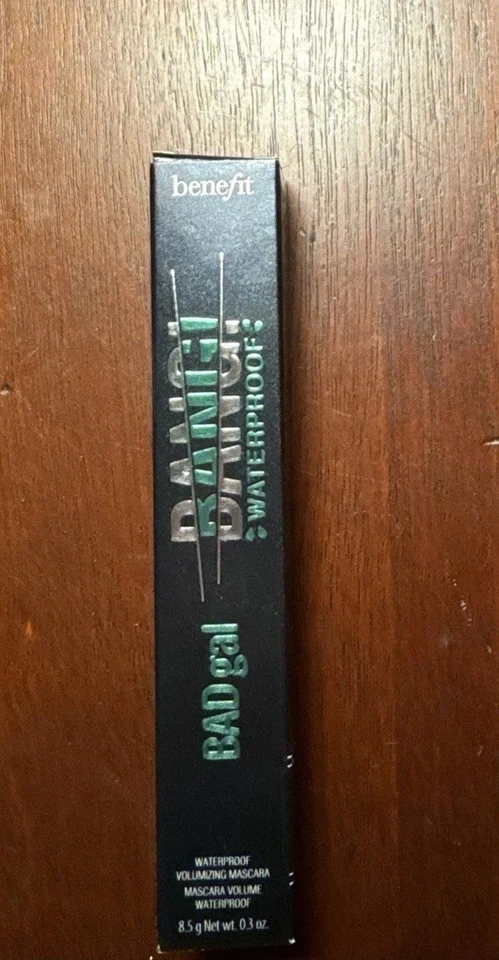 benefit
BANG!
WATERPROOF
BADgal
WATERPROOF
VOLUMIZING MASCARA
MASCARA VOLUME
WATERPROOF
8.5 g Net wt. 0.3 oz.